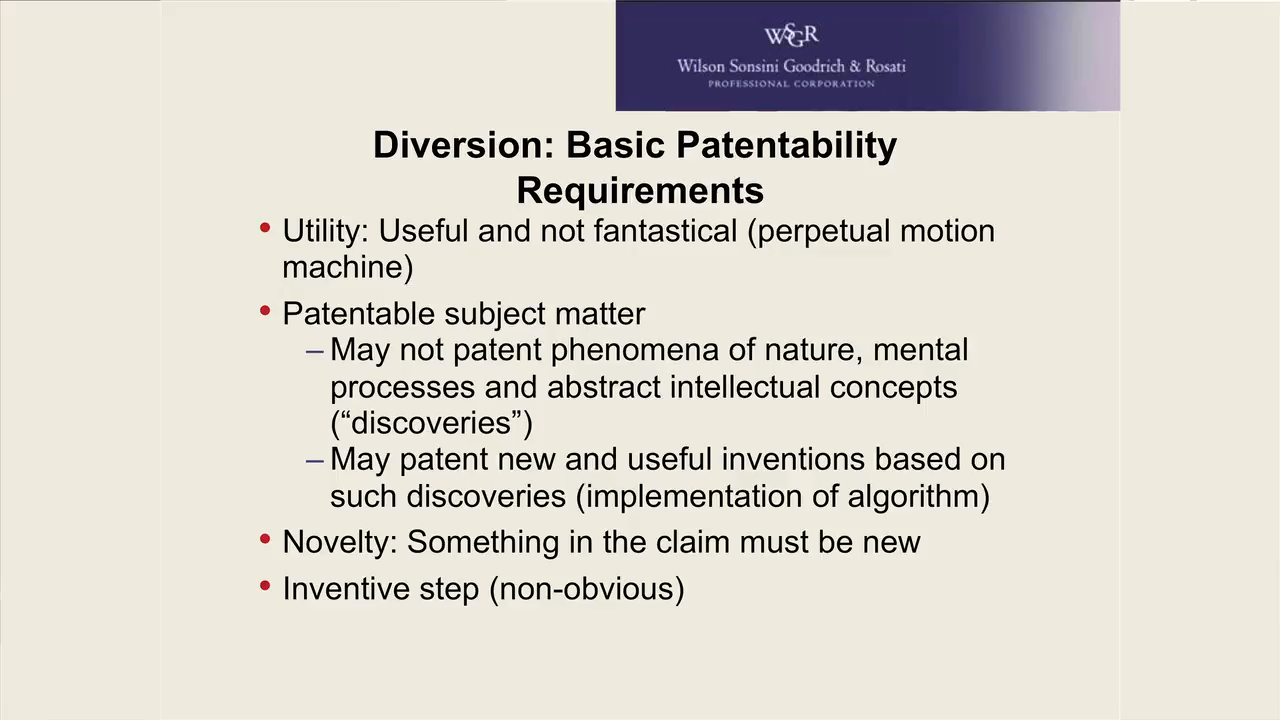 WSGR
Wilson Sonsini Goodrich & Rosati
PROFESSIONAL CORPORATION
Diversion: Basic Patentability
Requirements
• Utility: Useful and not fantastical (perpetual motion
machine)
• Patentable subject matter
– May not patent phenomena of nature, mental
processes and abstract intellectual concepts
(“discoveries”)
– May patent new and useful inventions based on
such discoveries (implementation of algorithm)
• Novelty: Something in the claim must be new
• Inventive step (non-obvious)